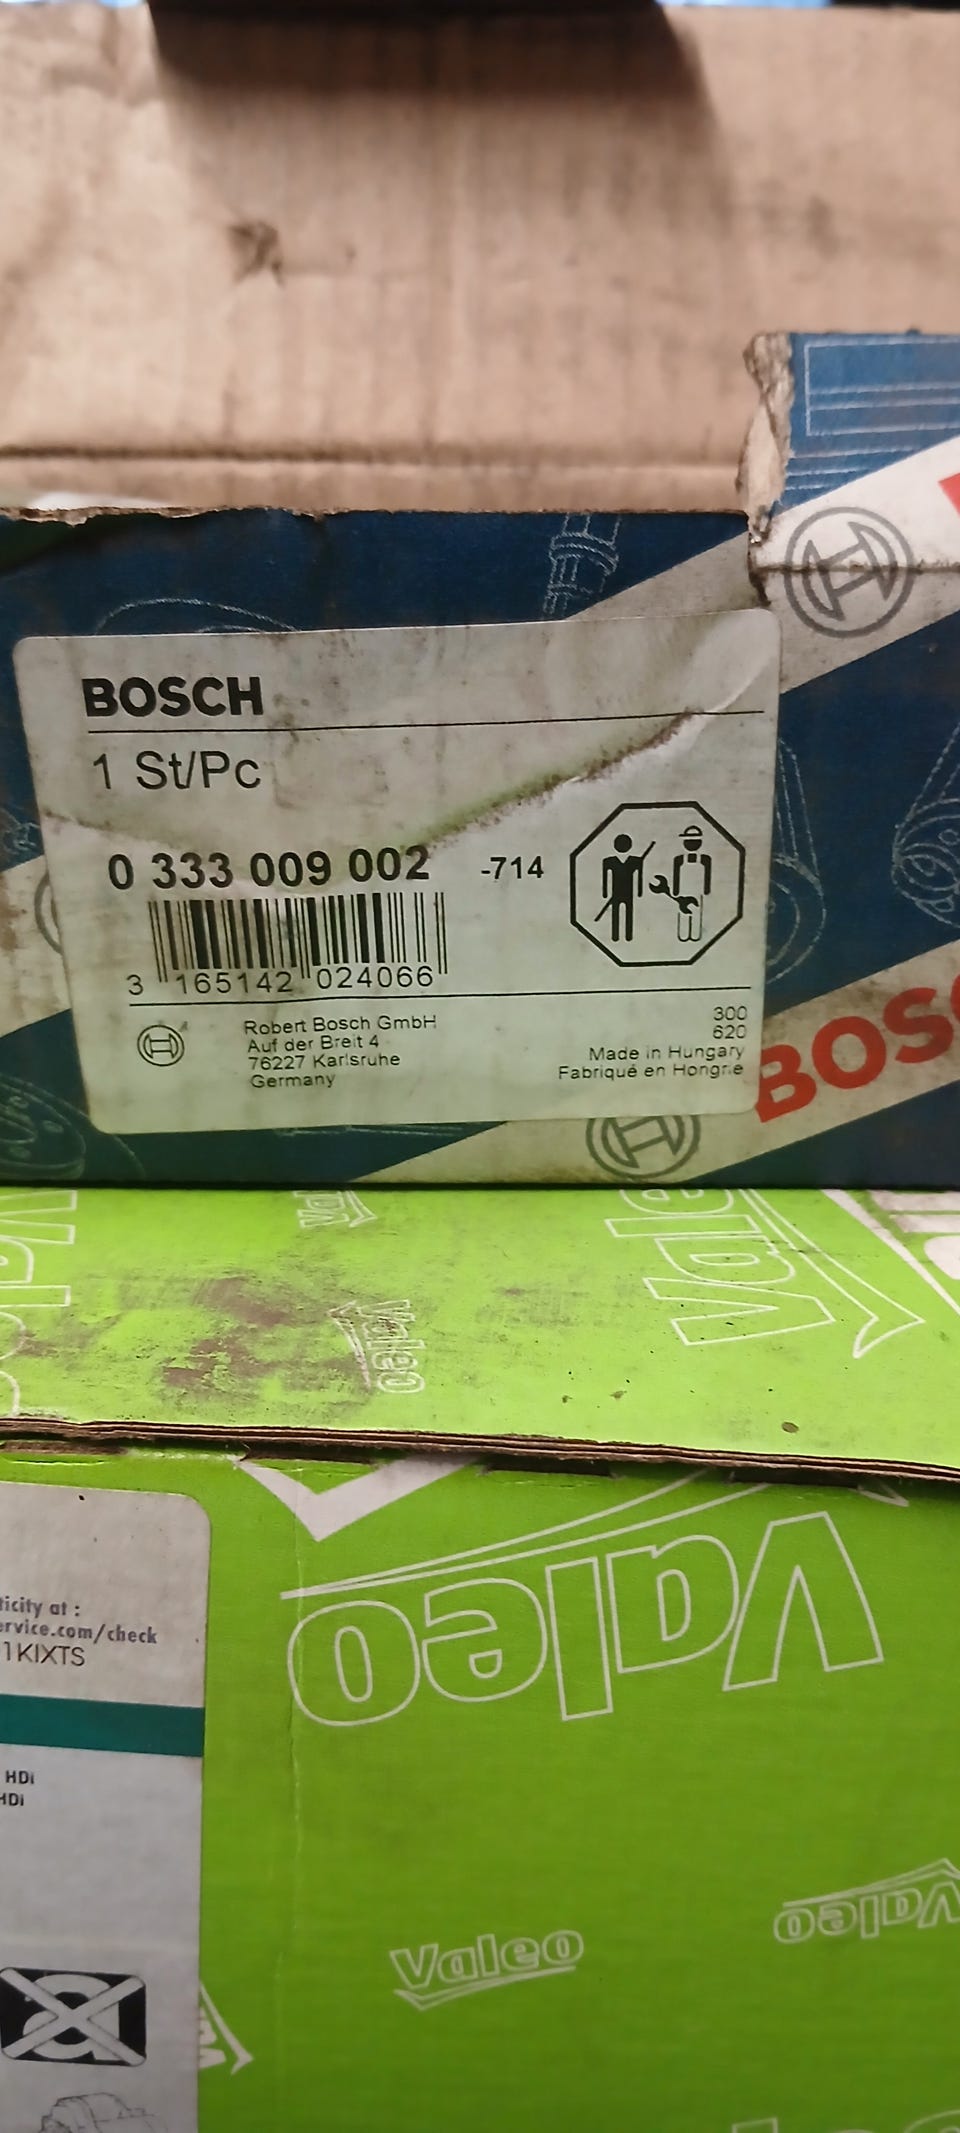 BOSCH
1 St/Pc
0 333 009 002 -714
3 165142 024066
Robert Bosch GmbH
Auf der Breit 4
76227 Karlsruhe
Germany
300
620
Made in Hungary
Fabriqué en Hongrie
BOS
Valeo
Valeo
Valeo
ticity at :
ervice.com/check
1KIXTS
Valeo
HDi
HDi
Valeo
Valeo